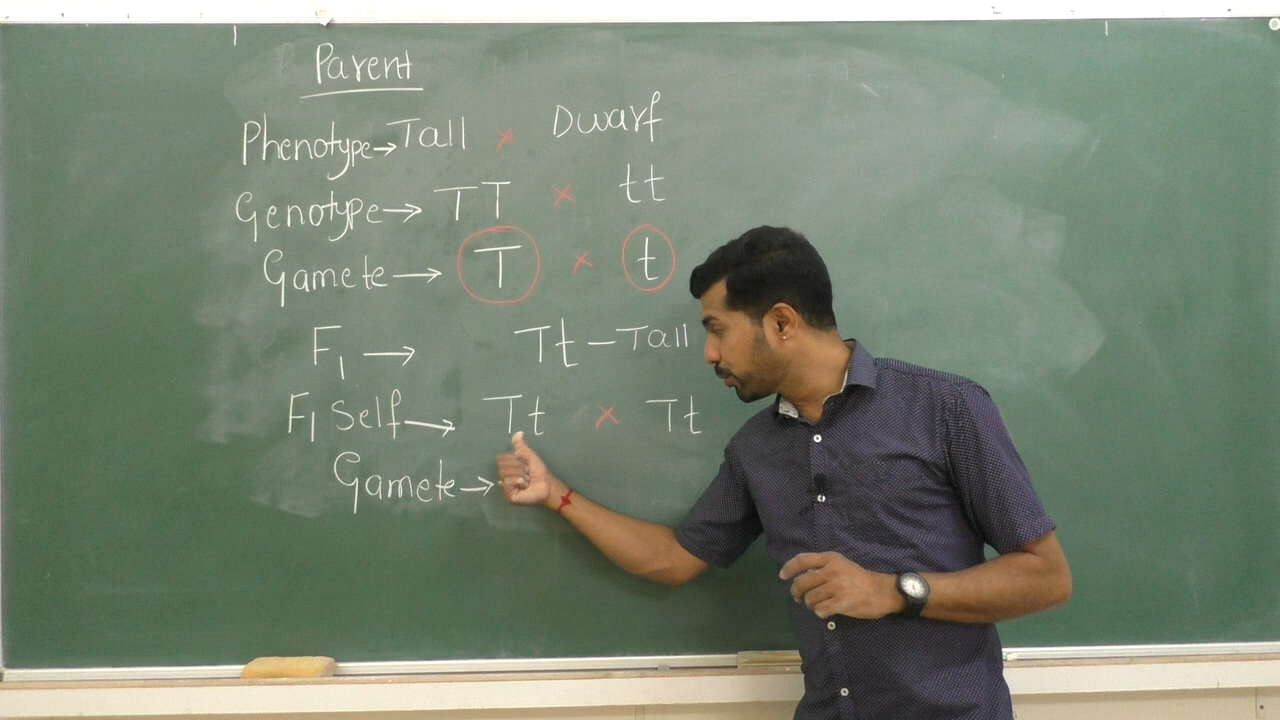 Parent
Phenotype→Tall × Dwarf
Genotype→ TT × tt
Gamete→ T × t
F₁ → Tt – Tall
F₁ Self→ Tt × Tt
Gamete→